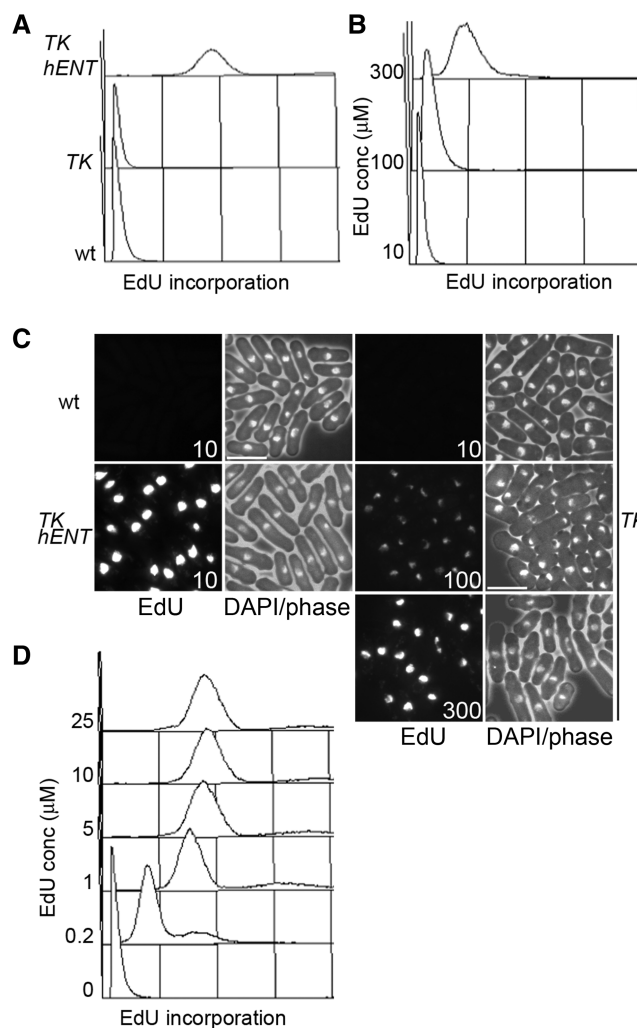 A
TK
hENT
TK
wt
EdU incorporation
B
EdU conc (µM)
300
100
10
EdU incorporation
C
wt
10
10
TK
hENT
10
100
TK
EdU
DAPI/phase
300
EdU
DAPI/phase
D
EdU conc (µM)
25
10
5
1
0.2
0
EdU incorporation